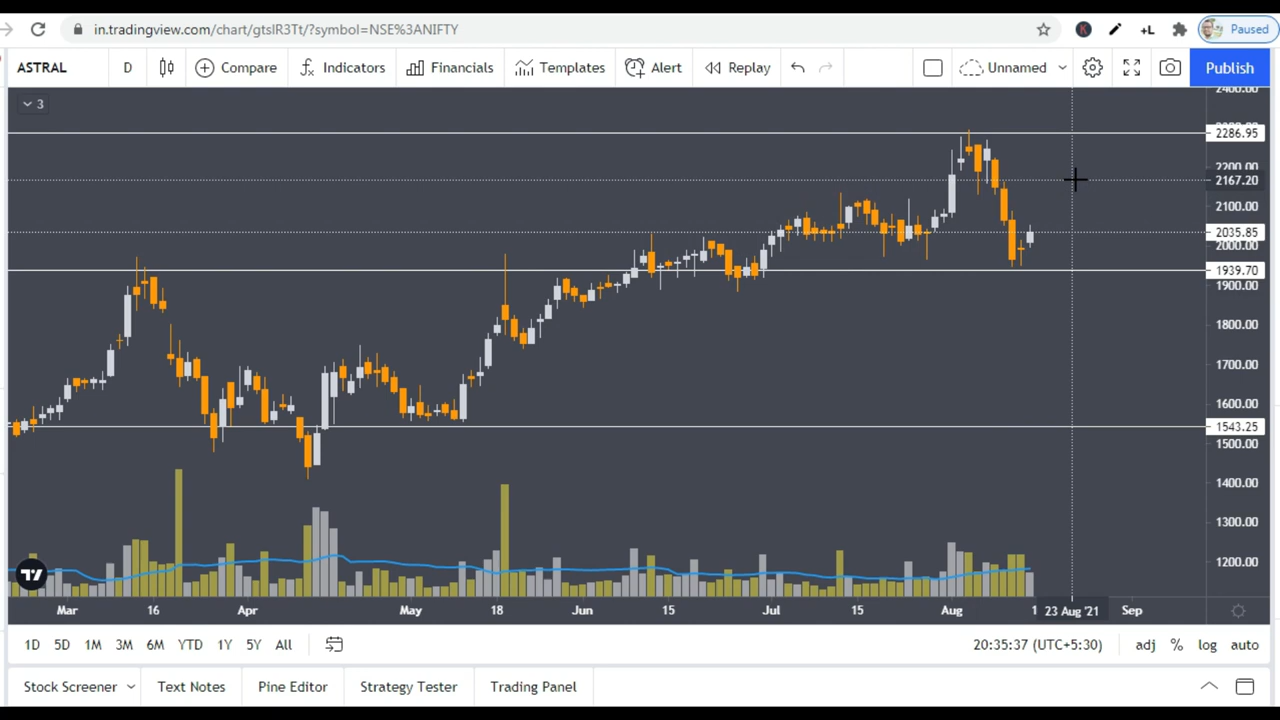 in.tradingview.com/chart/gtslR3Tt/?symbol=NSE%3ANIFTY
K
+L
Paused
ASTRAL
D
Compare
Indicators
Financials
Templates
Alert
Replay
Unnamed
Publish
3
2400.00
2286.95
2200.00
2167.20
2100.00
2035.85
2000.00
1939.70
1900.00
1800.00
1700.00
1600.00
1543.25
1500.00
1400.00
1300.00
1200.00
Mar 16 Apr May 18 Jun 15 Jul 15 Aug 1 23 Aug '21 Sep
1D 5D 1M 3M 6M YTD 1Y 5Y All
20:35:37 (UTC+5:30) adj % log auto
Stock Screener Text Notes Pine Editor Strategy Tester Trading Panel